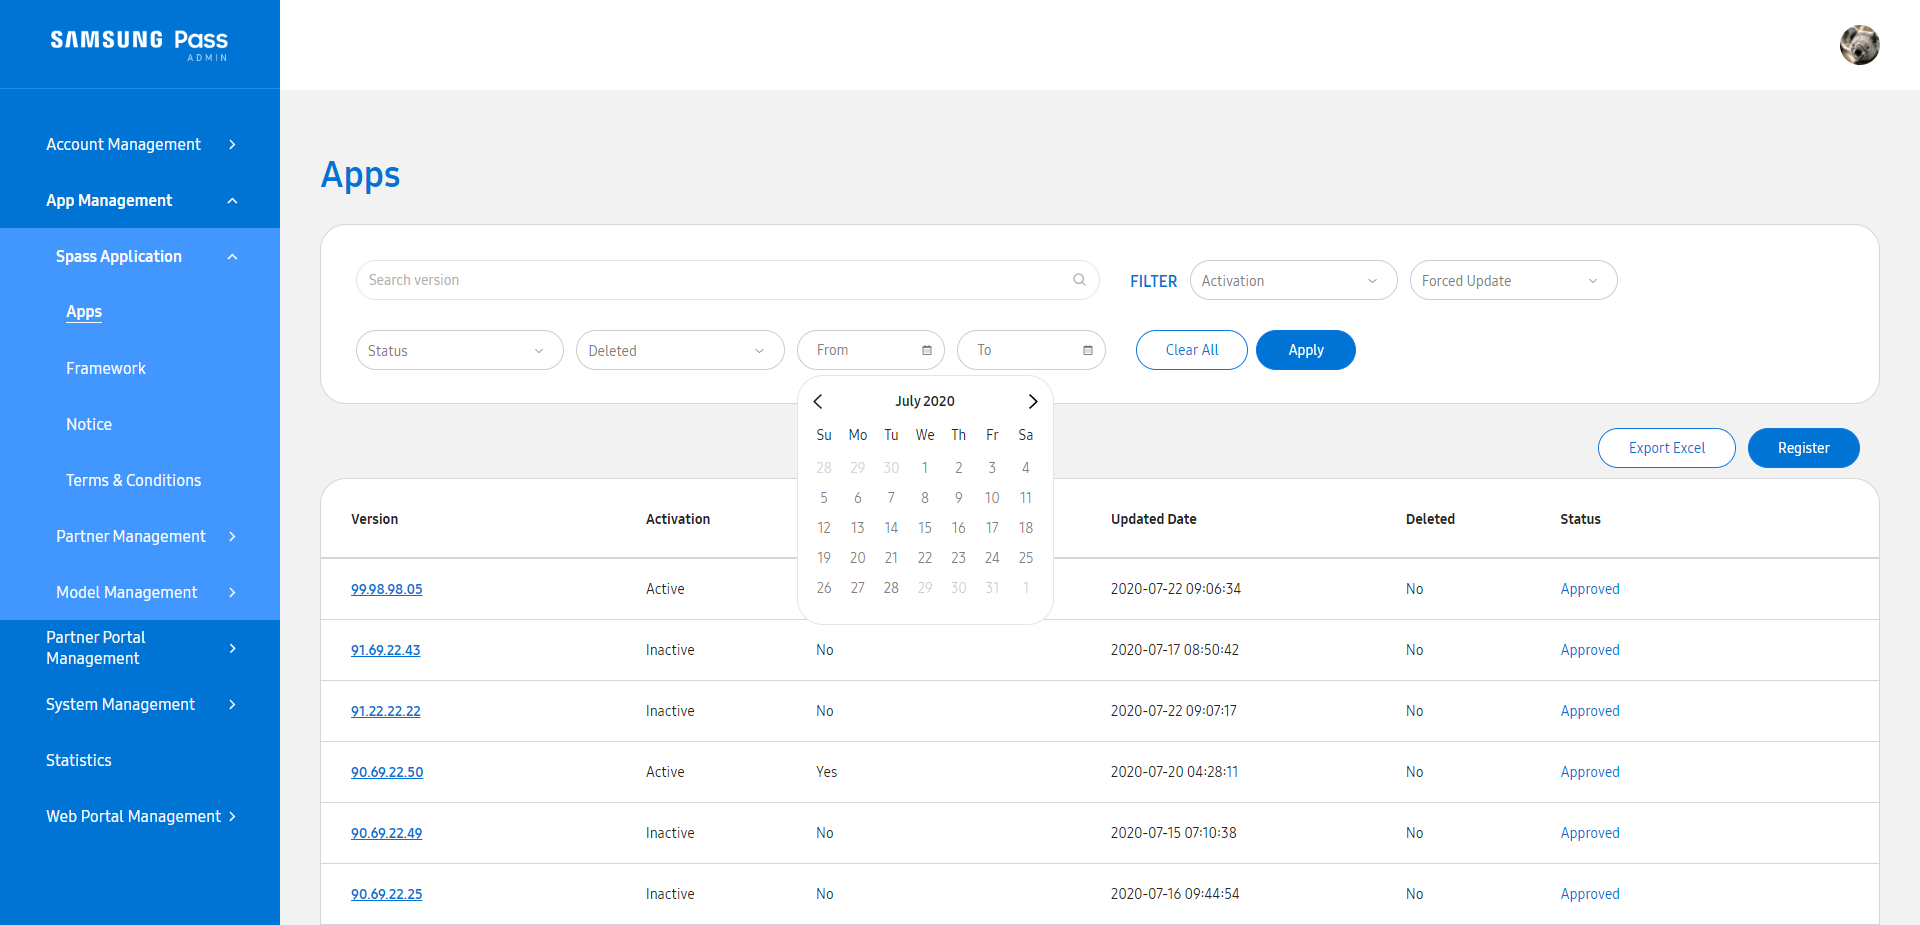 SAMSUNG Pass
ADMIN
Account Management
App Management
Spass Application
Apps
Framework
Notice
Terms & Conditions
Partner Management
Model Management
Partner Portal
Management
System Management
Statistics
Web Portal Management
Apps
Search version
FILTER Activation Forced Update
Status Deleted From To Clear All Apply
July 2020
Su Mo Tu We Th Fr Sa
28 29 30 1 2 3 4
5 6 7 8 9 10 11
12 13 14 15 16 17 18
19 20 21 22 23 24 25
26 27 28 29 30 31 1
Export Excel Register
Version Activation Updated Date Deleted Status
99.98.98.05 Active 2020-07-22 09:06:34 No Approved
91.69.22.43 Inactive No 2020-07-17 08:50:42 No Approved
91.22.22.22 Inactive No 2020-07-22 09:07:17 No Approved
90.69.22.50 Active Yes 2020-07-20 04:28:11 No Approved
90.69.22.49 Inactive No 2020-07-15 07:10:38 No Approved
90.69.22.25 Inactive No 2020-07-16 09:44:54 No Approved